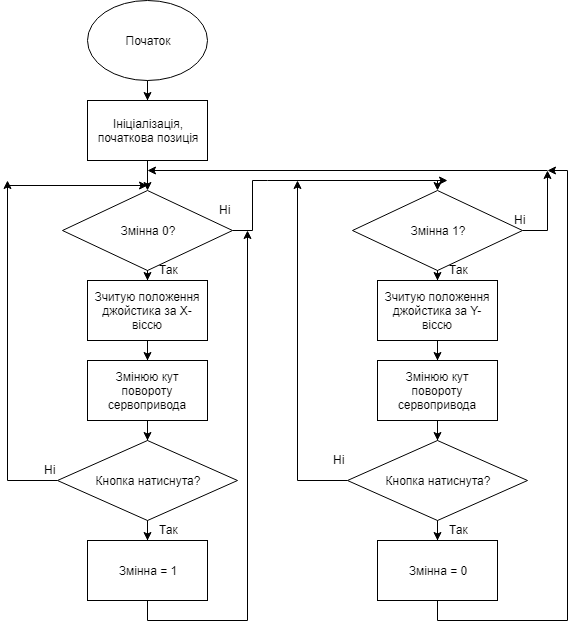 Початок
Ініціалізація,
початкова позиція
Змінна 0?
Ні
Так
Зчитую положення
джойстика за X-
віссю
Змінюю кут
повороту
сервопривода
Кнопка натиснута?
Ні
Так
Змінна = 1
Змінна 1?
Ні
Так
Зчитую положення
джойстика за Y-
віссю
Змінюю кут
повороту
сервопривода
Кнопка натиснута?
Ні
Так
Змінна = 0